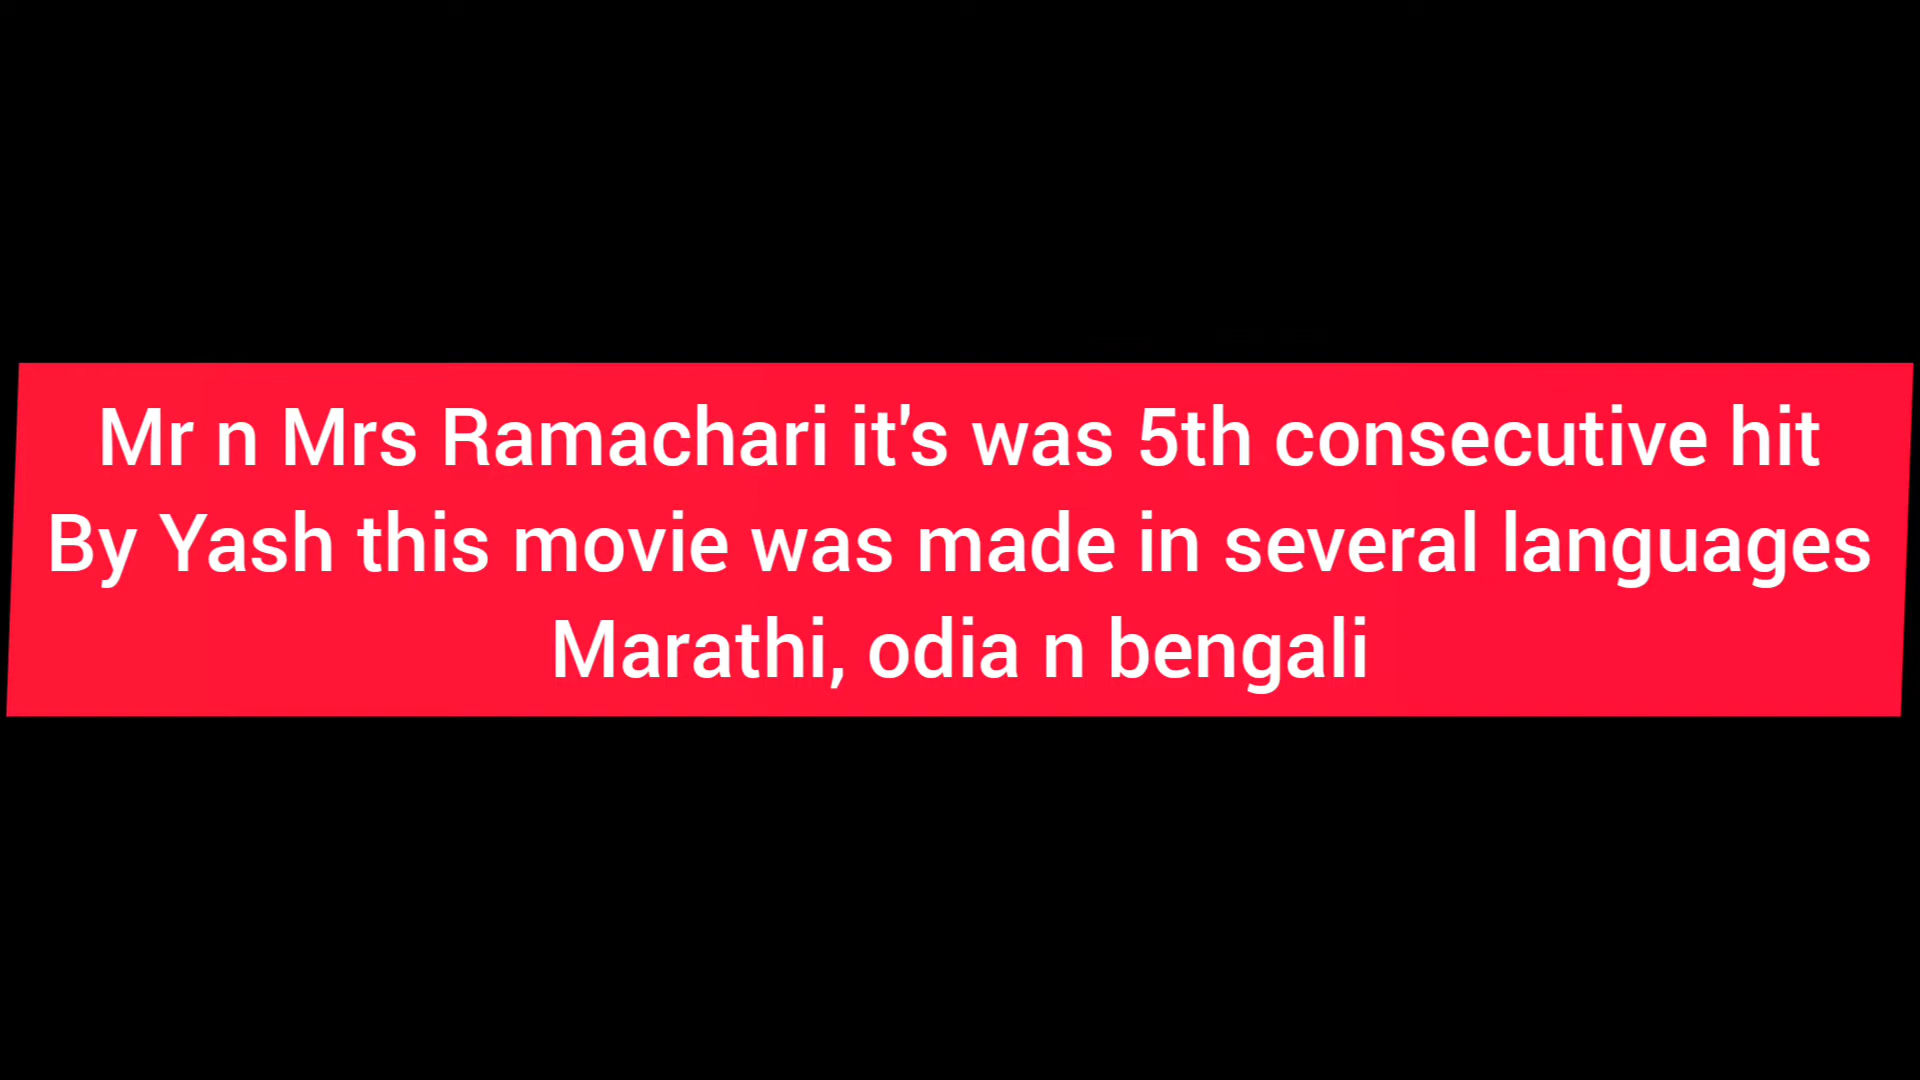 Mr n Mrs Ramachari it's was 5th consecutive hit
By Yash this movie was made in several languages
Marathi, odia n bengali